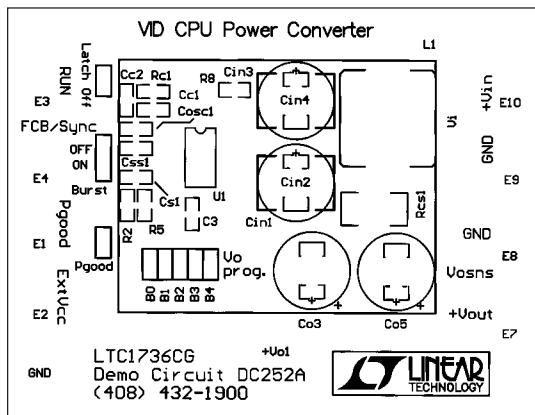 VID CPU Power Converter
L1
Latch Off
RUN
Cc2
Rc1
R8
Cin3
Cc1
E3
Cosc1
Cin4
+Vin
E10
Vi
FCB/Sync
OFF
ON
GND
Css1
Cin2
E4
Burst
Cs1
U1
E9
Rcs1
C3
Cin1
Pgood
R2
R5
GND
E1
Pgood
Vo
prog.
E8
Vosns
ExtVcc
B0
B1
B2
B3
B4
+
+
+
+
+
+
E2
Co3
Co5
+Vout
E7
LTC1736CG
+Vo1
GND
Demo Circuit DC252A
(408) 432-1900
LT LINEAR
TECHNOLOGY